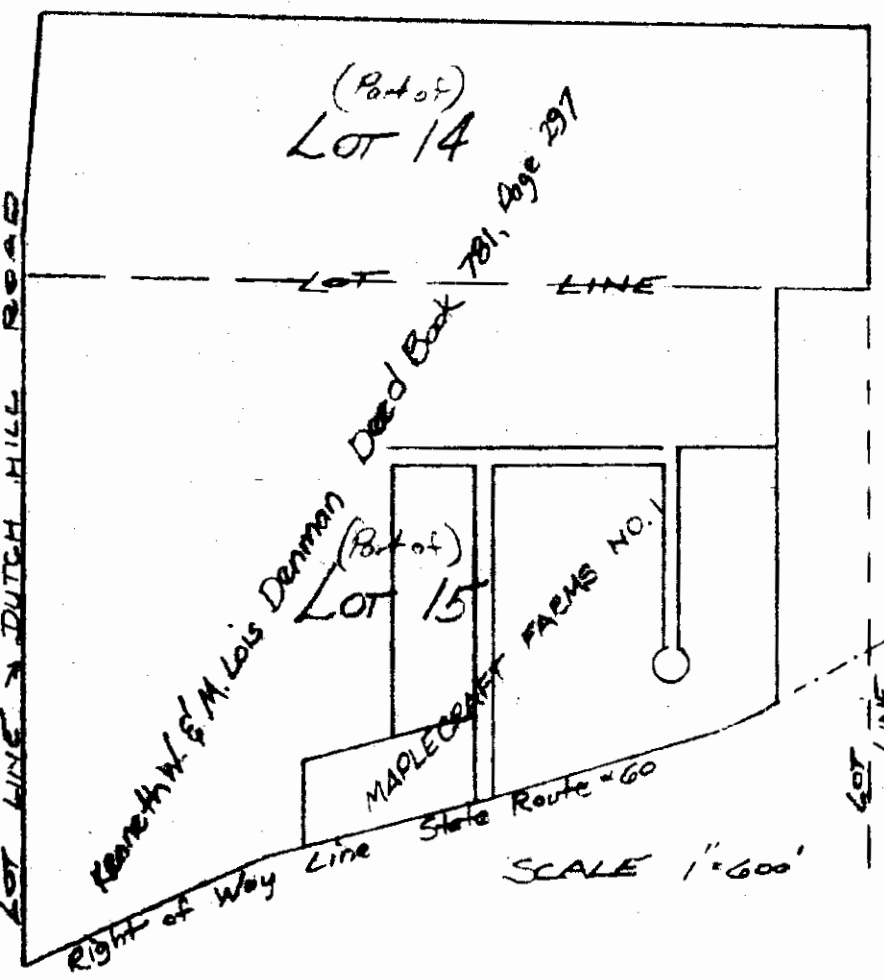 (Part of)
LOT 14
LOT LINE
Kenneth W. & M. Lois Denman Deed Book 781, Page 297
(Part of)
LOT 15
MAPLECRAFT FARMS NO. 1
LOT LINE & DUTCH HILL ROAD
Right of Way Line State Route #60
LOT LINE
SCALE 1"=600'